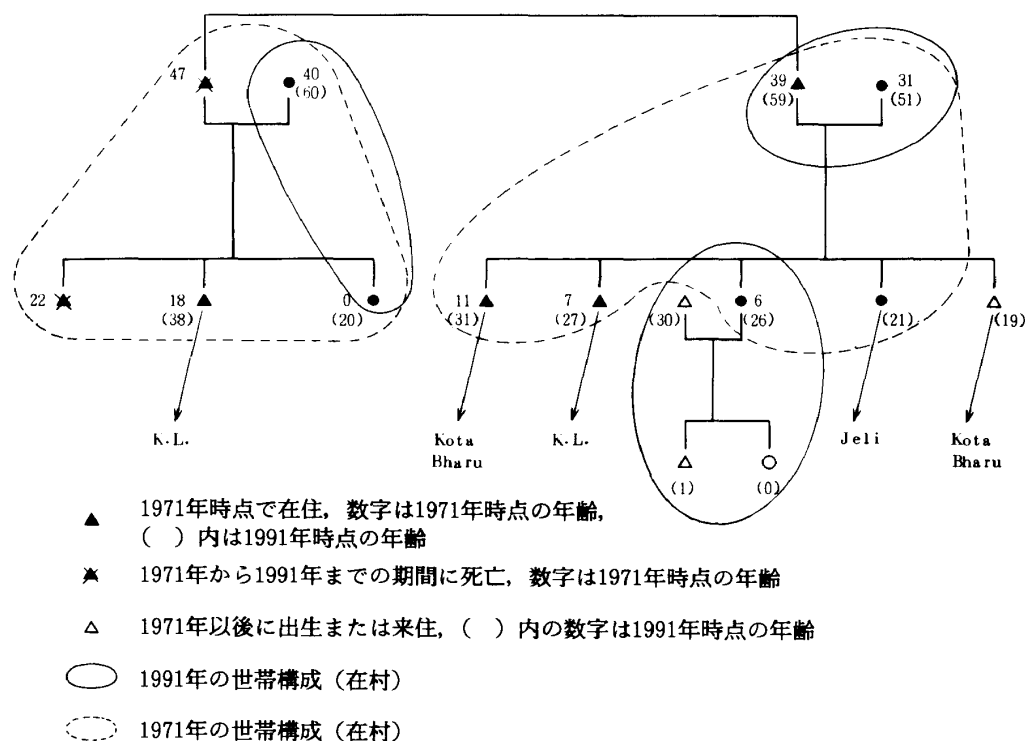 47
40
(60)
39
(59)
31
(51)
22
18
(38)
0
(20)
11
(31)
7
(27)
(30)
6
(26)
(21)
(19)
K.L.
Kota
Bharu
K.L.
Jeli
Kota
Bharu
(1)
(0)
▲ 1971年時点で在住，数字は1971年時点の年齢，
（　）内は1991年時点の年齢
1971年から1991年までの期間に死亡，数字は1971年時点の年齢
△ 1971年以後に出生または来住，（　）内の数字は1991年時点の年齢
1991年の世帯構成（在村）
1971年の世帯構成（在村）